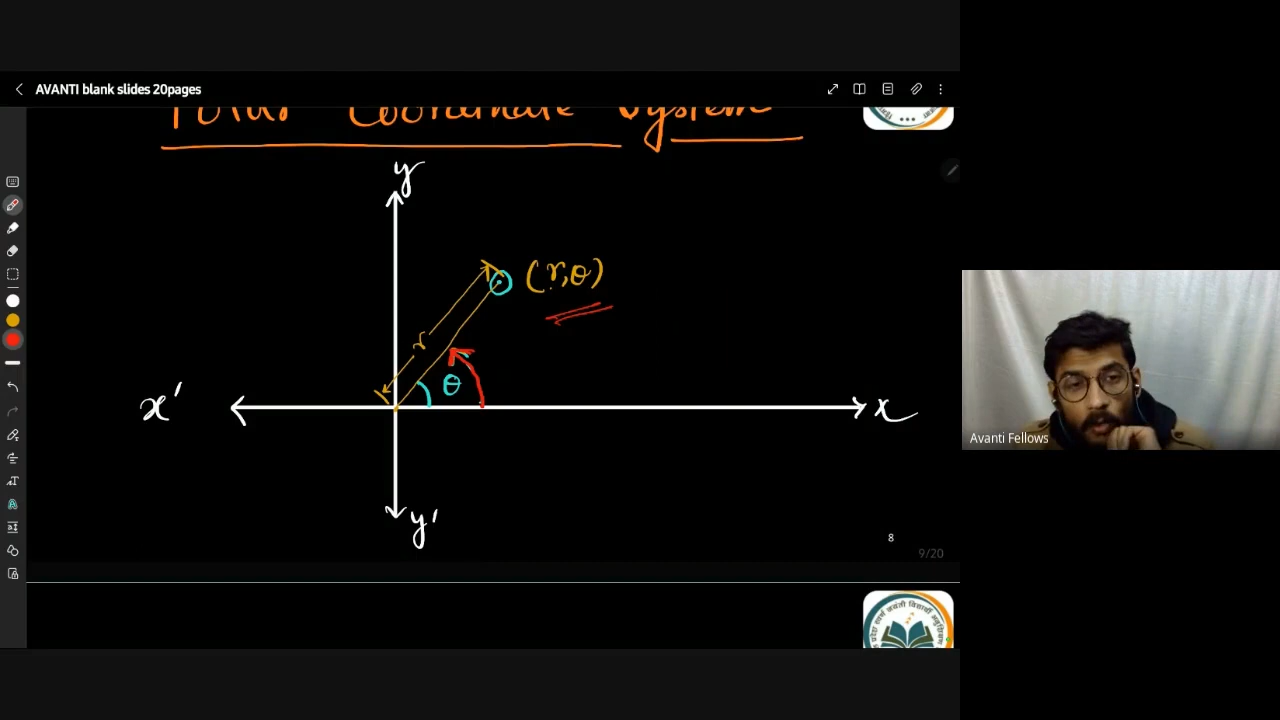 AVANTI blank slides 20pages
Polar Coordinate System
y
(r,θ)
r
θ
x'
x
y'
8
9/20
Avanti Fellows